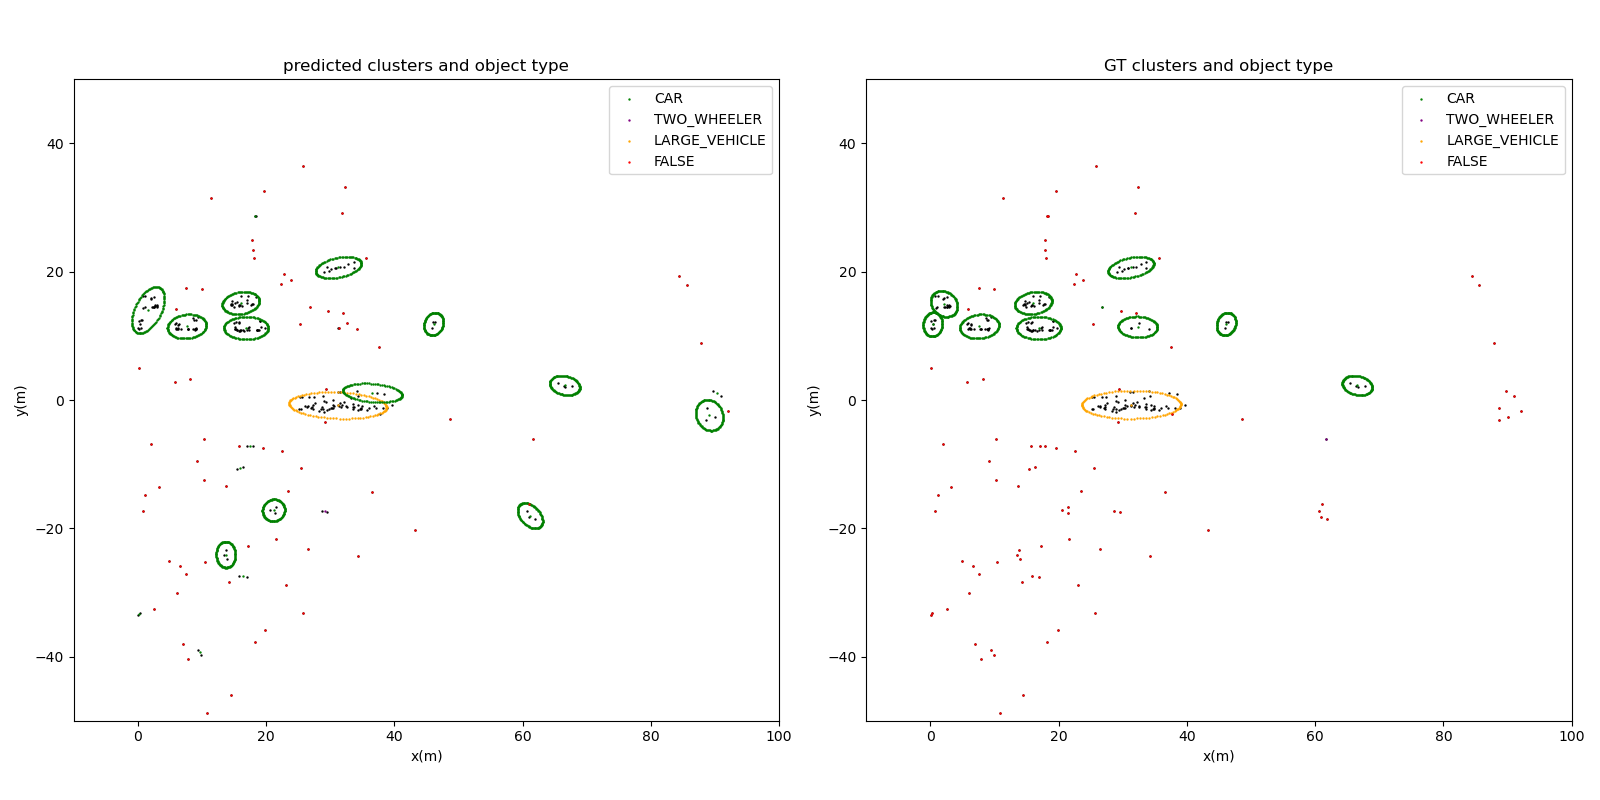 predicted clusters and object type
CAR
TWO_WHEELER
LARGE_VEHICLE
FALSE
40
20
0
−20
−40
y(m)
0
20
40
60
80
100
x(m)
GT clusters and object type
CAR
TWO_WHEELER
LARGE_VEHICLE
FALSE
40
20
0
−20
−40
y(m)
0
20
40
60
80
100
x(m)